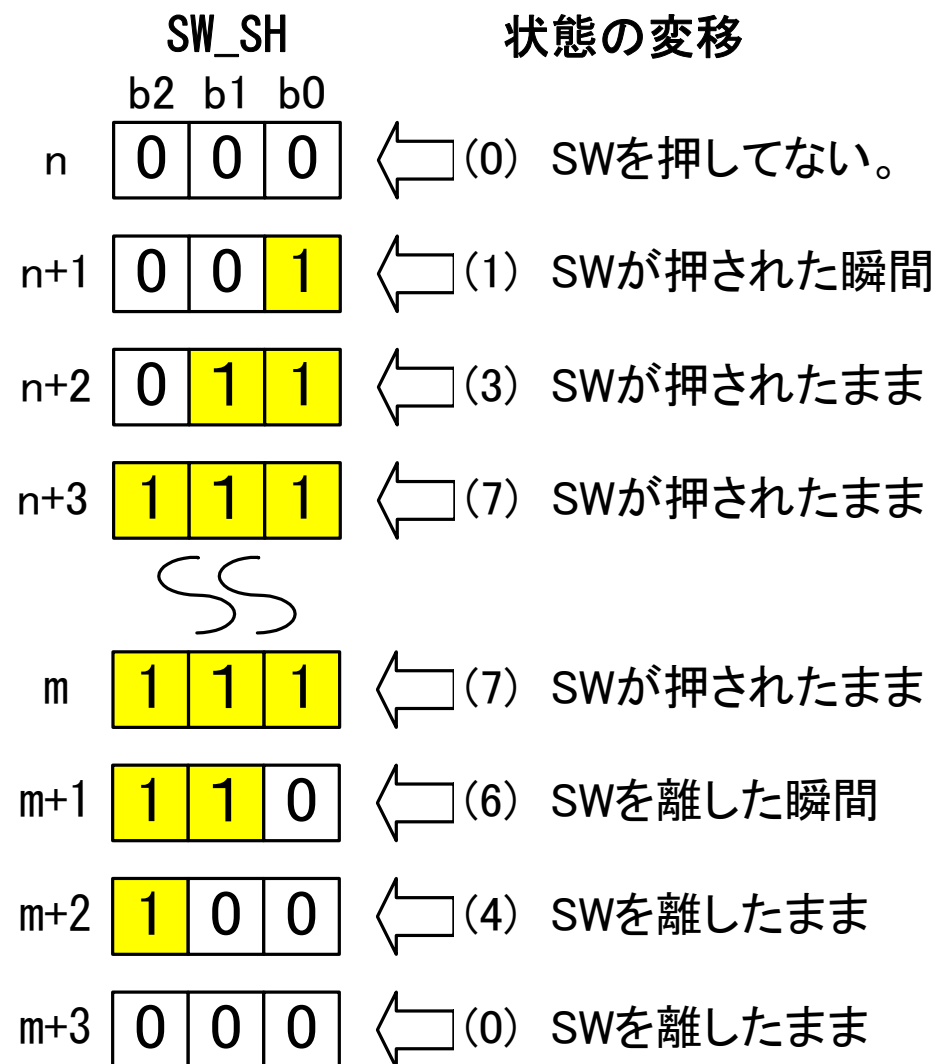 SW_SH 状態の変移
b2 b1 b0
n 0 0 0 (0) SWを押してない。
n+1 0 0 1 (1) SWが押された瞬間
n+2 0 1 1 (3) SWが押されたまま
n+3 1 1 1 (7) SWが押されたまま
m 1 1 1 (7) SWが押されたまま
m+1 1 1 0 (6) SWを離した瞬間
m+2 1 0 0 (4) SWを離したまま
m+3 0 0 0 (0) SWを離したまま